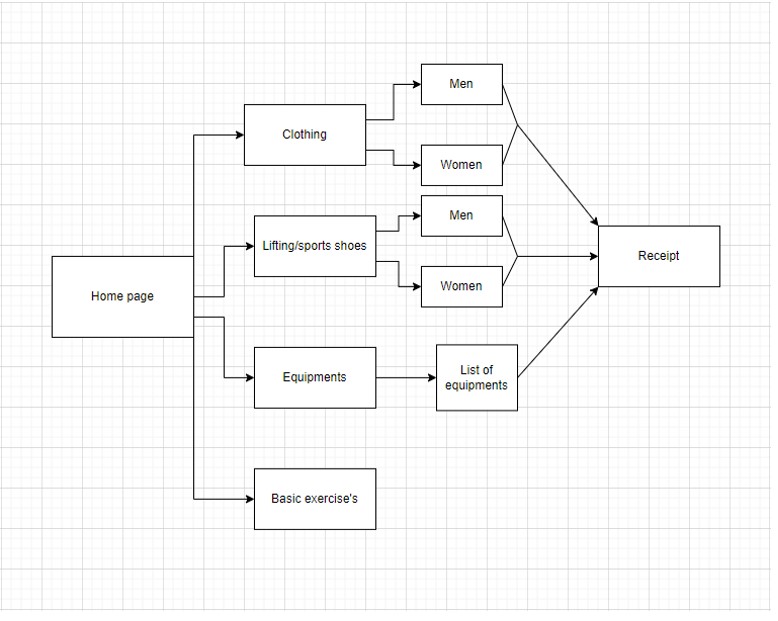 Men
Clothing
Women
Men
Lifting/sports shoes
Women
Receipt
Home page
Equipments
List of
equipments
Basic exercise's